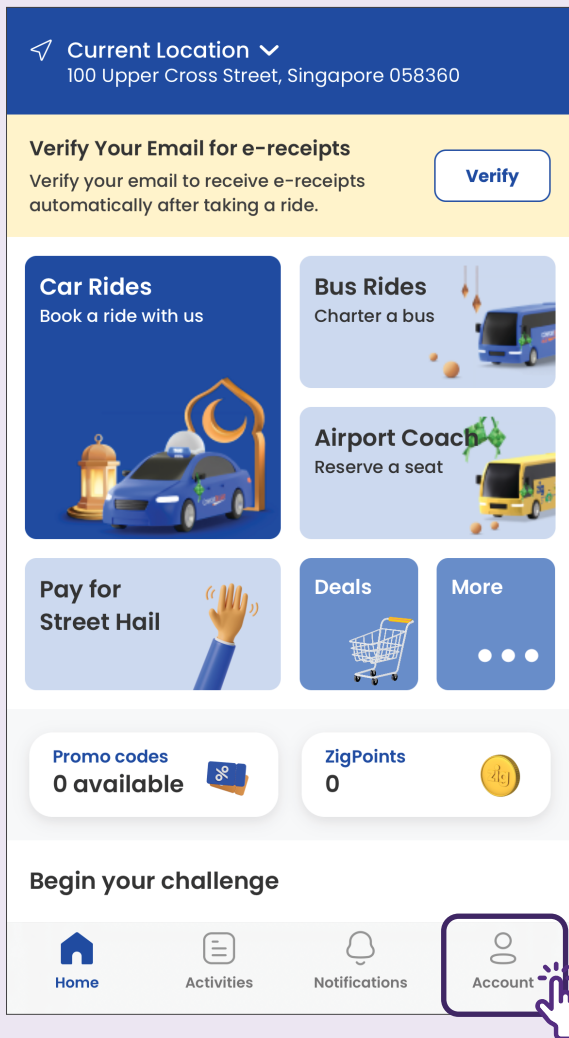 Current Location
100 Upper Cross Street, Singapore 058360
Verify Your Email for e-receipts
Verify your email to receive e-receipts
automatically after taking a ride.
Verify
Car Rides
Book a ride with us
Bus Rides
Charter a bus
Airport Coach
Reserve a seat
Pay for
Street Hail
Deals
More
Promo codes
0 available
%
ZigPoints
0
zig
Begin your challenge
Home
Activities
Notifications
Account